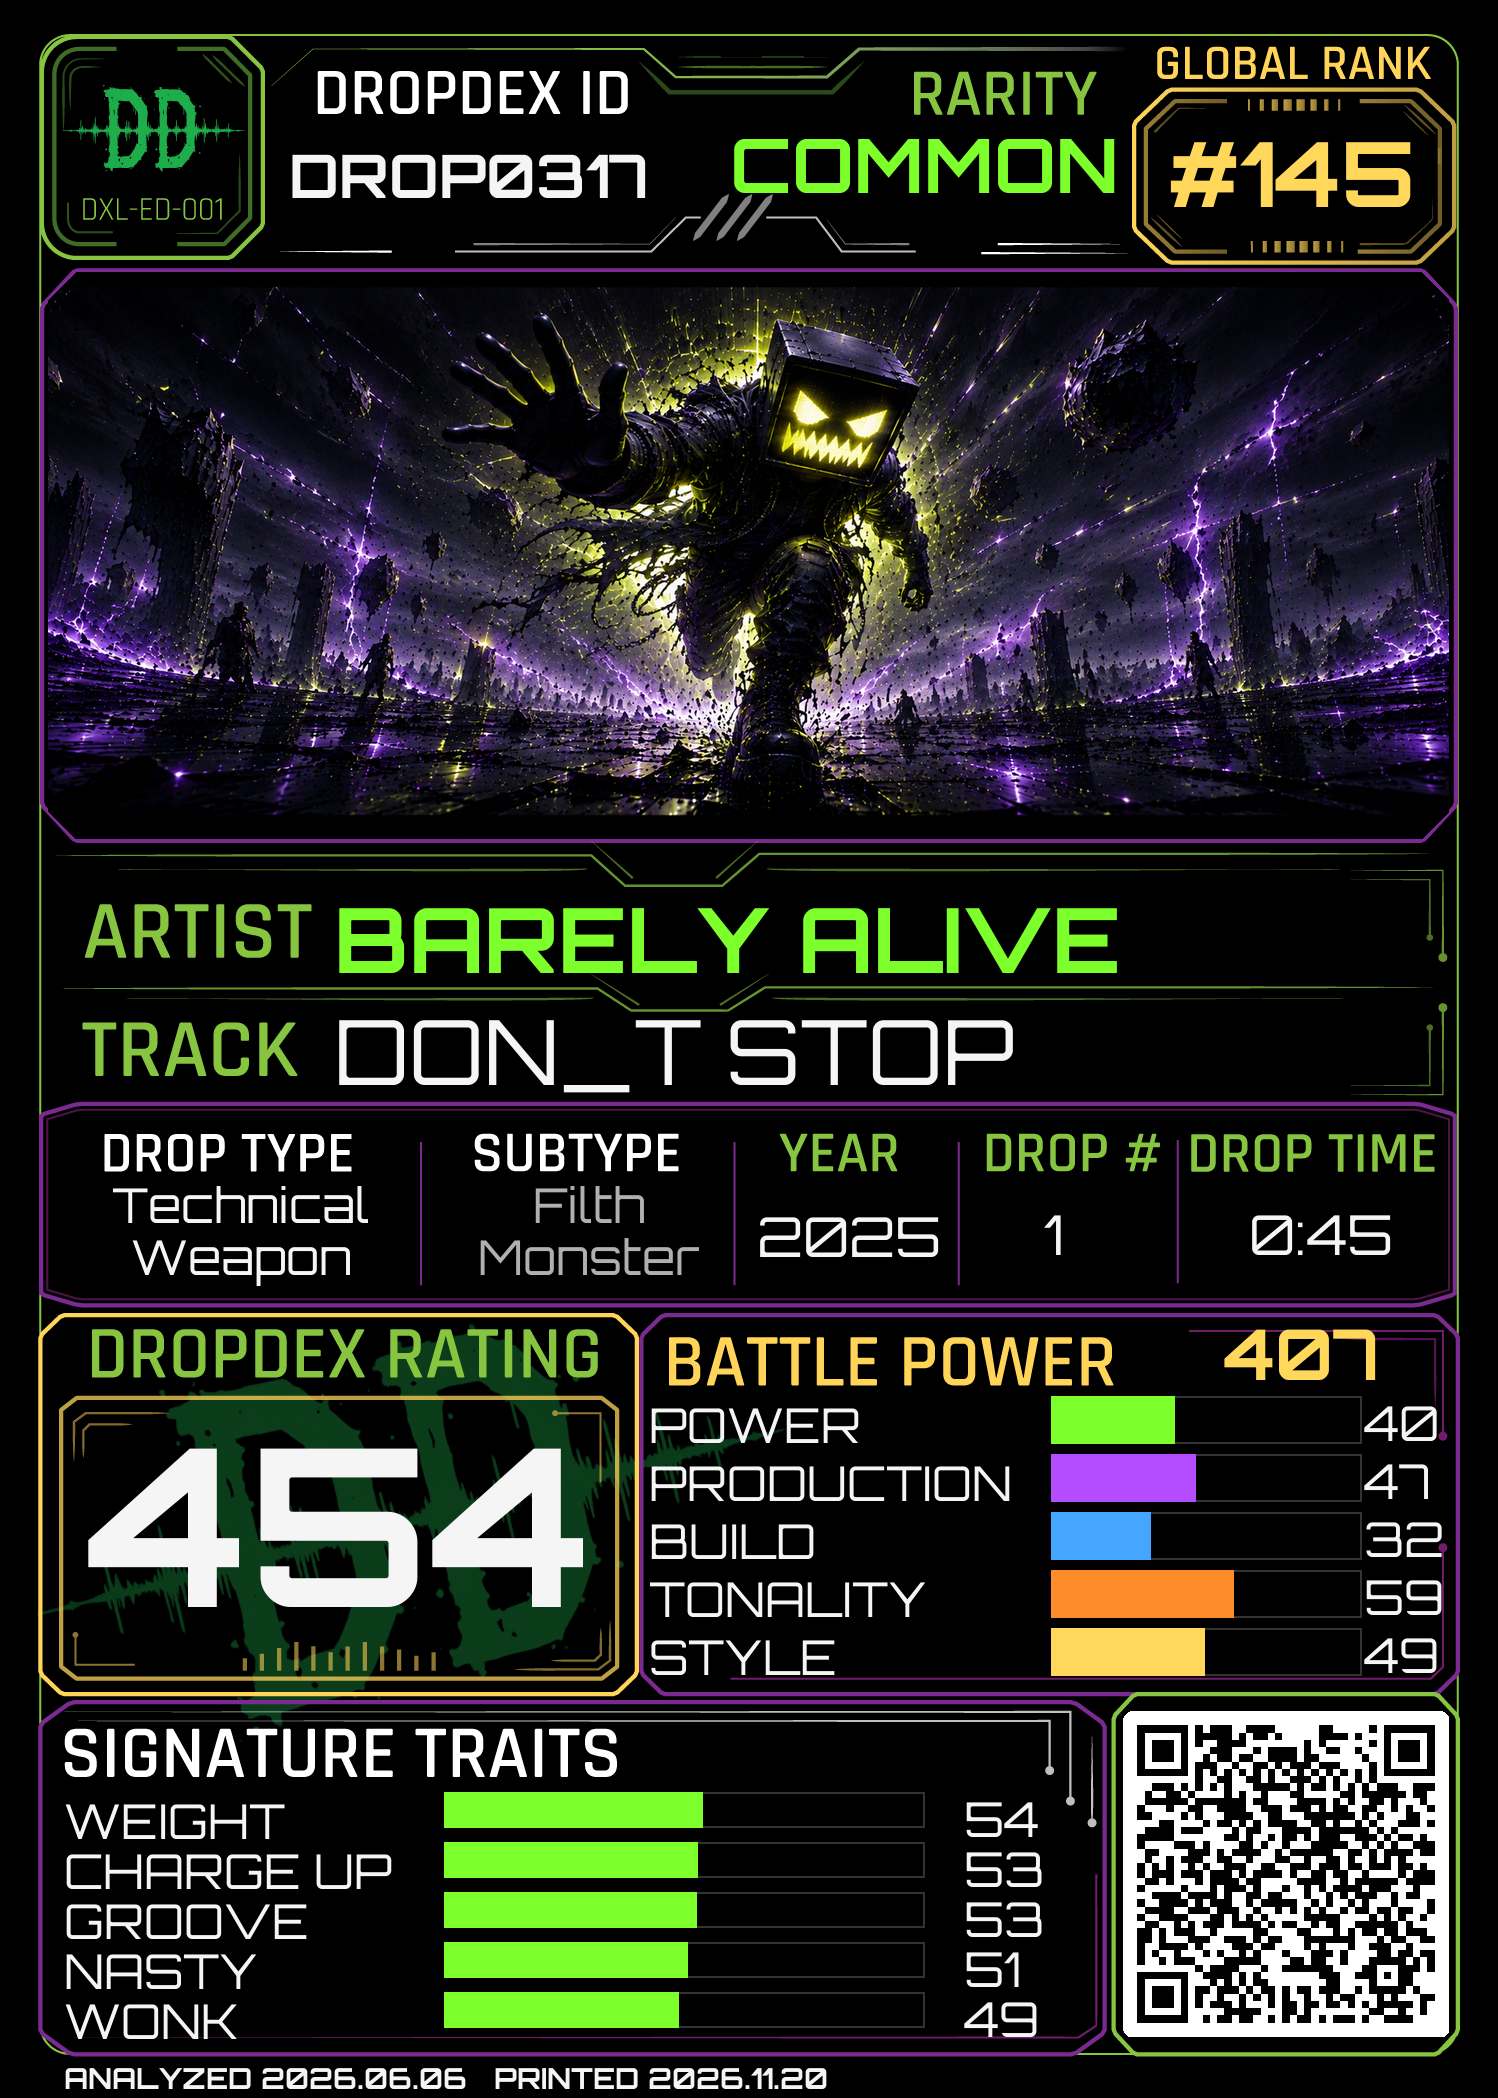 DD
DXL-ED-001
DROPDEX ID
DROP0317
RARITY
COMMON
GLOBAL RANK
#145
ARTIST BARELY ALIVE
TRACK DON_T STOP
DROP TYPE
Technical
Weapon
SUBTYPE
Filth
Monster
YEAR
2025
DROP #
1
DROP TIME
0:45
DROPDEX RATING
454
BATTLE POWER 407
POWER 40
PRODUCTION 47
BUILD 32
TONALITY 59
STYLE 49
SIGNATURE TRAITS
WEIGHT 54
CHARGE UP 53
GROOVE 53
NASTY 51
WONK 49
ANALYZED 2026.06.06 PRINTED 2026.11.20